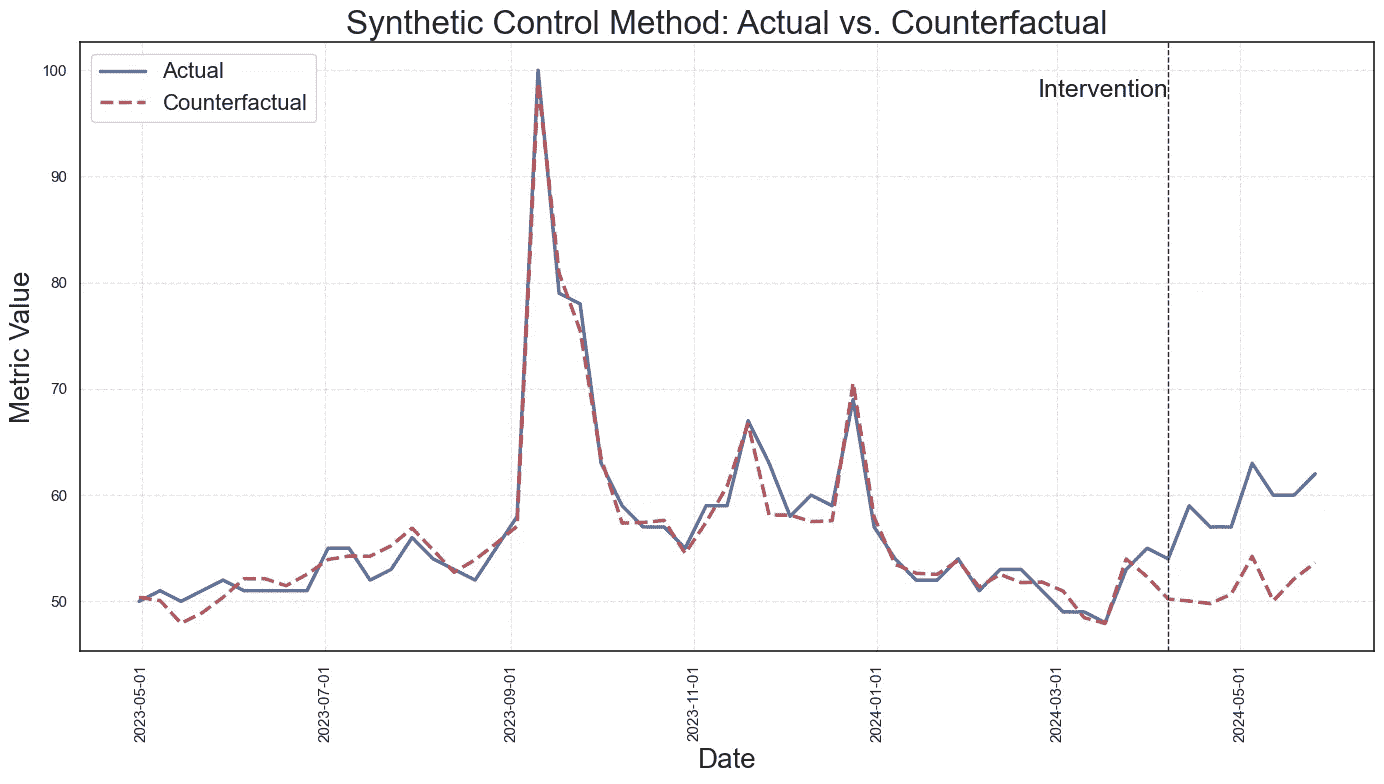 Synthetic Control Method: Actual vs. Counterfactual
Actual
Counterfactual
Intervention
Metric Value
100
90
80
70
60
50
2023-05-01
2023-07-01
2023-09-01
2023-11-01
2024-01-01
2024-03-01
2024-05-01
Date